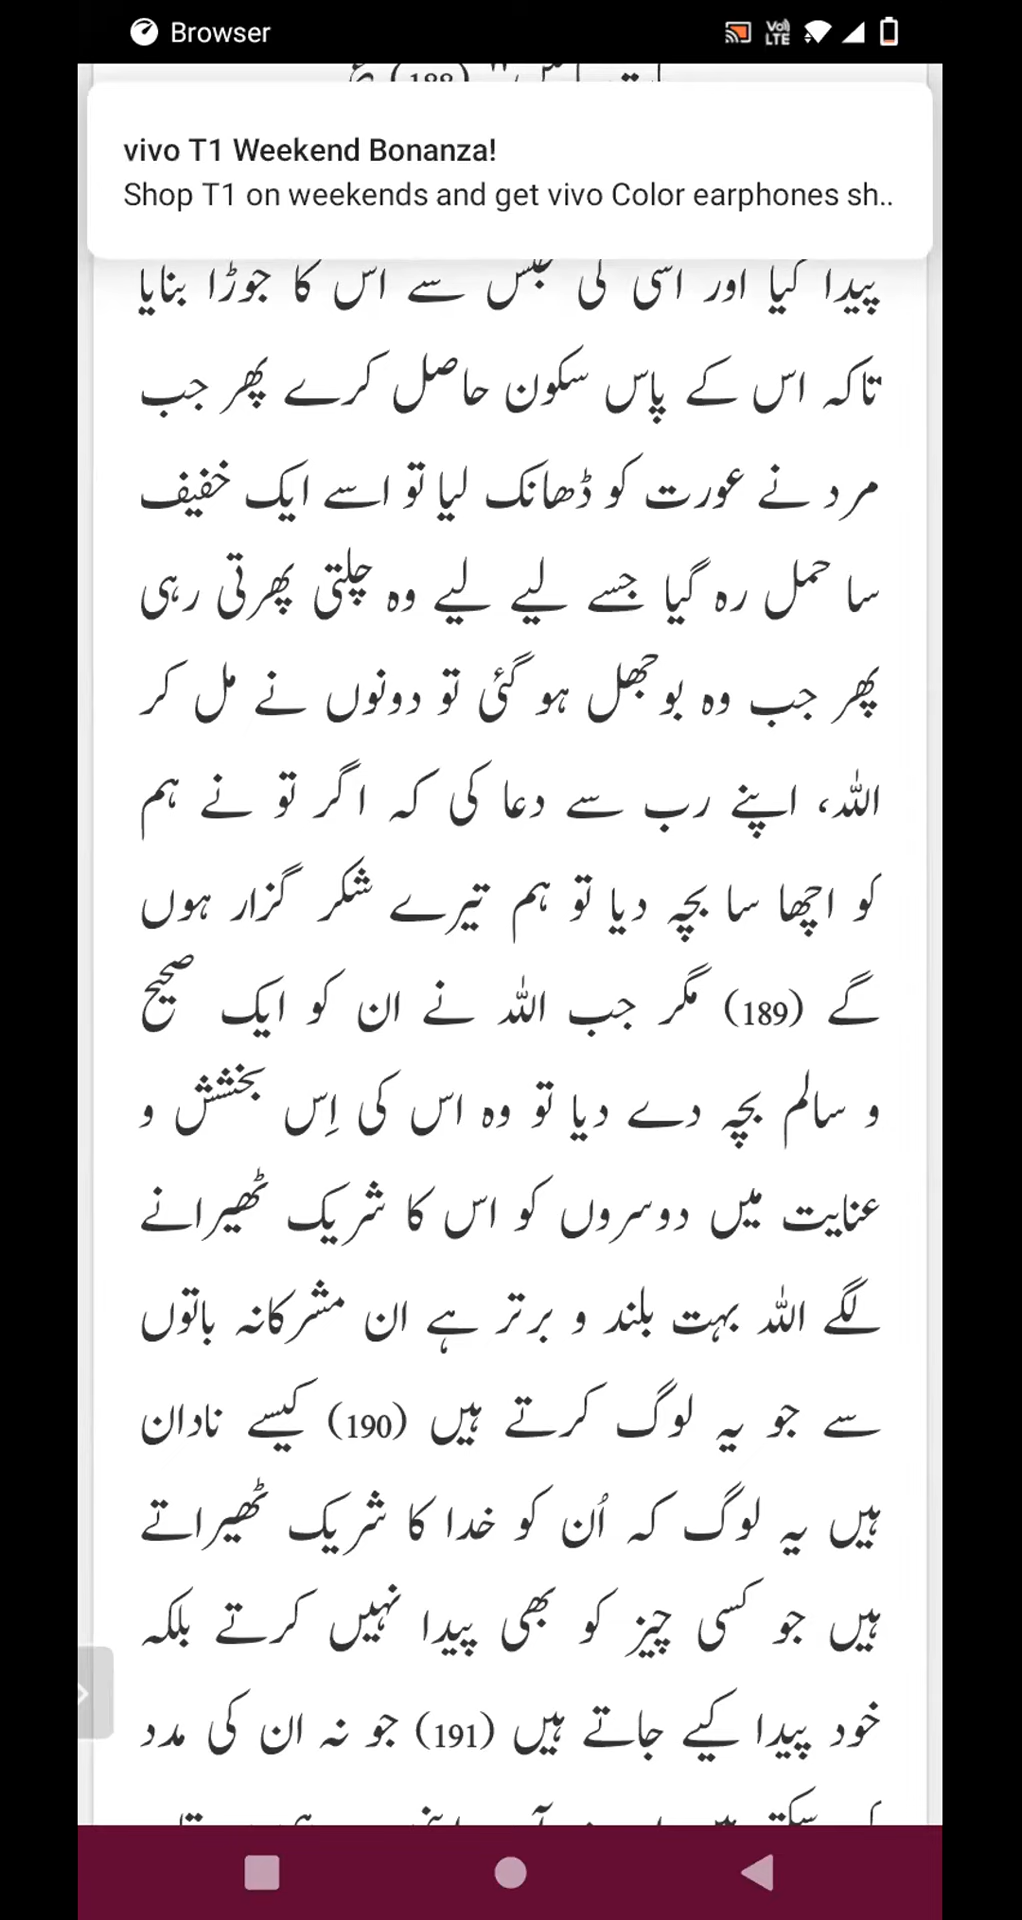 Browser
Vo) LTE
(188)
vivo T1 Weekend Bonanza!
Shop T1 on weekends and get vivo Color earphones sh..
پیدا کیا اور اسی کی جنس سے اس کا جوڑا بنایا
تاکہ اس کے پاس سکون حاصل کرے پھر جب
مرد نے عورت کو ڈھانک لیا تو اسے ایک خفیف
سا حمل رہ گیا جسے لیے لیے وہ چلتی پھرتی رہی
پھر جب وہ بوجھل ہو گئی تو دونوں نے مل کر
اللہ، اپنے رب سے دعا کی کہ اگر تو نے ہم
کو اچھا سا بچہ دیا تو ہم تیرے شکر گزار ہوں
گے (189) مگر جب اللہ نے ان کو ایک صحیح
و سالم بچہ دے دیا تو وہ اس کی اِس بخشش و
عنایت میں دوسروں کو اس کا شریک ٹھیرانے
لگے اللہ بہت بلند و برتر ہے ان مشرکانہ باتوں
سے جو یہ لوگ کرتے ہیں (190) کیسے نادان
ہیں یہ لوگ کہ اُن کو خدا کا شریک ٹھیراتے
ہیں جو کسی چیز کو بھی پیدا نہیں کرتے بلکہ
خود پیدا کیے جاتے ہیں (191) جو نہ ان کی مدد